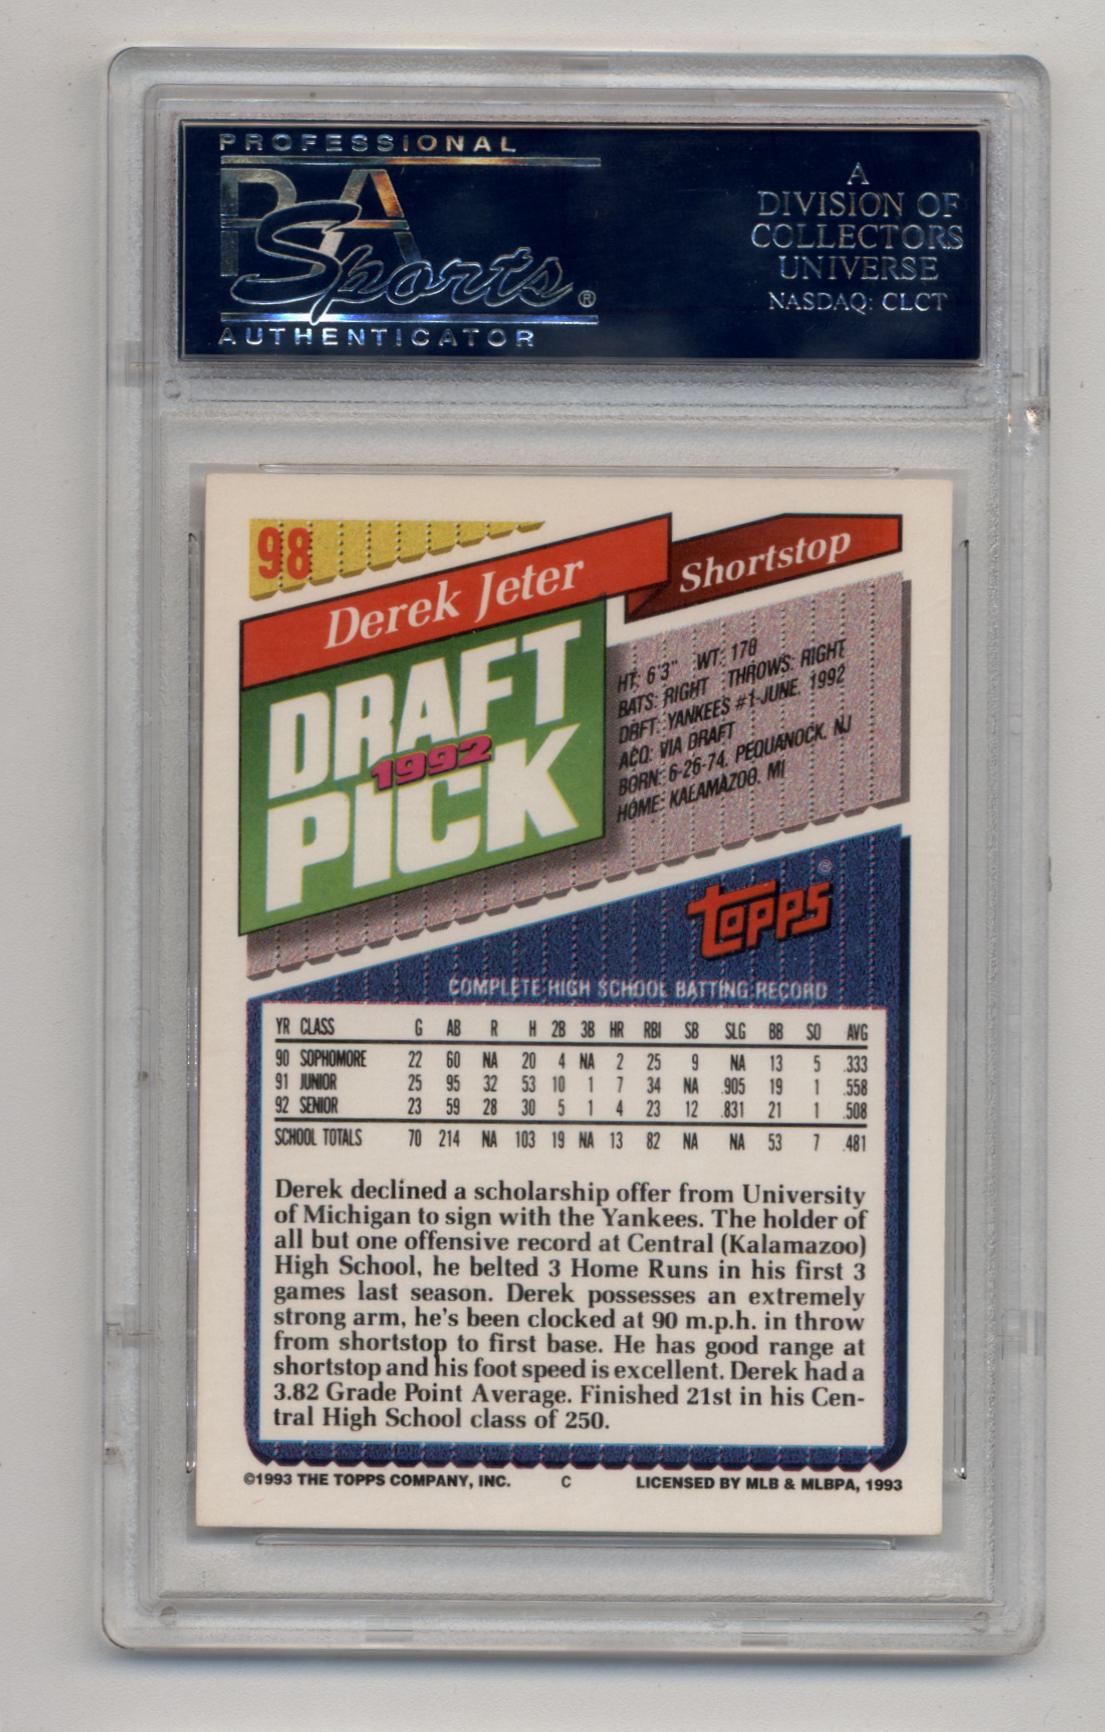 PROFESSIONAL
PSA
Sports®
AUTHENTICATOR
A
DIVISION OF
COLLECTORS
UNIVERSE
NASDAQ: CLCT
98
Derek Jeter
Shortstop
DRAFT
1992
PICK
HT: 6'3" WT: 178
BATS: RIGHT THROWS: RIGHT
DRFT: YANKEES #1-JUNE, 1992
ACQ: VIA DRAFT
BORN: 6-26-74, PEQUANOCK, NJ
HOME: KALAMAZOO, MI
topps®
COMPLETE HIGH SCHOOL BATTING RECORD
YR CLASS G AB R H 2B 3B HR RBI SB SLG BB SO AVG
90 SOPHOMORE 22 60 NA 20 4 NA 2 25 9 NA 13 5 .333
91 JUNIOR 25 95 32 53 10 1 7 34 NA .905 19 1 .558
92 SENIOR 23 59 28 30 5 1 4 23 12 .831 21 1 .508
SCHOOL TOTALS 70 214 NA 103 19 NA 13 82 NA NA 53 7 .481
Derek declined a scholarship offer from University
of Michigan to sign with the Yankees. The holder of
all but one offensive record at Central (Kalamazoo)
High School, he belted 3 Home Runs in his first 3
games last season. Derek possesses an extremely
strong arm, he's been clocked at 90 m.p.h. in throw
from shortstop to first base. He has good range at
shortstop and his foot speed is excellent. Derek had a
3.82 Grade Point Average. Finished 21st in his Cen-
tral High School class of 250.
©1993 THE TOPPS COMPANY, INC. C LICENSED BY MLB & MLBPA, 1993